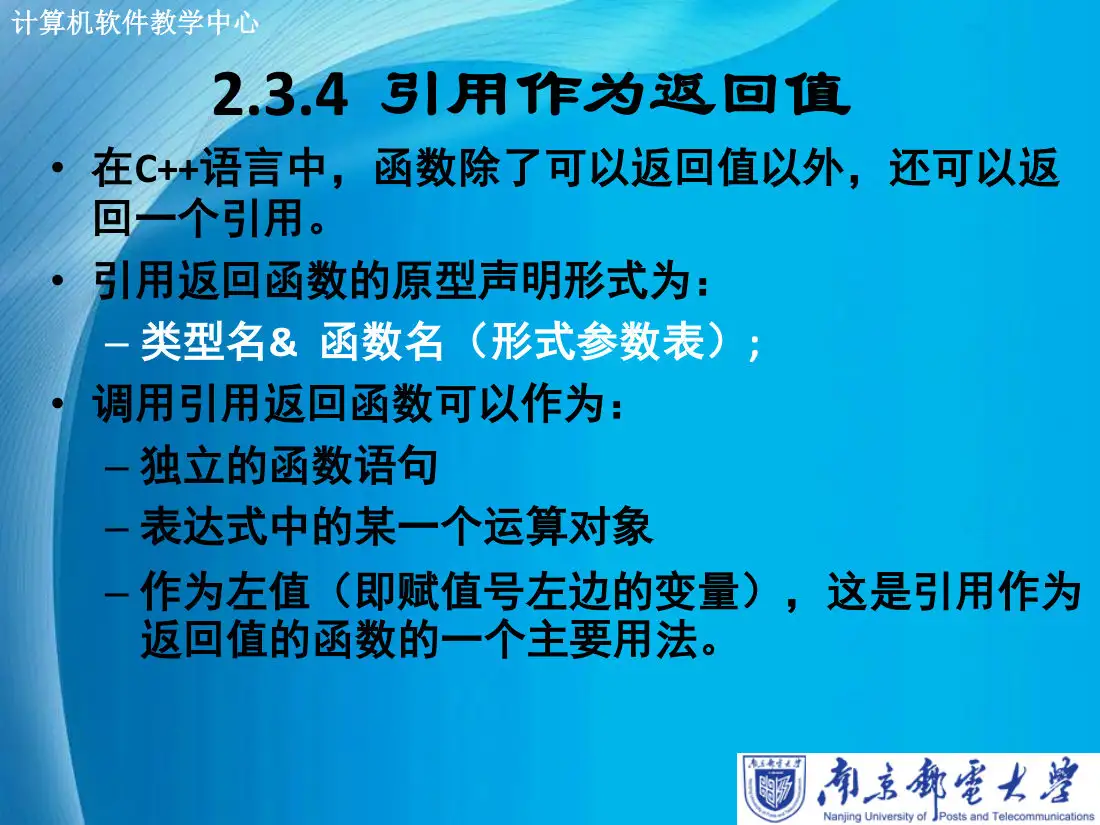 计算机软件教学中心
2.3.4 引用作为返回值
• 在C++语言中，函数除了可以返回值以外，还可以返
回一个引用。
• 引用返回函数的原型声明形式为：
– 类型名& 函数名（形式参数表）;
• 调用引用返回函数可以作为：
– 独立的函数语句
– 表达式中的某一个运算对象
– 作为左值（即赋值号左边的变量），这是引用作为
返回值的函数的一个主要用法。
南京郵電大學
Nanjing University of Posts and Telecommunications